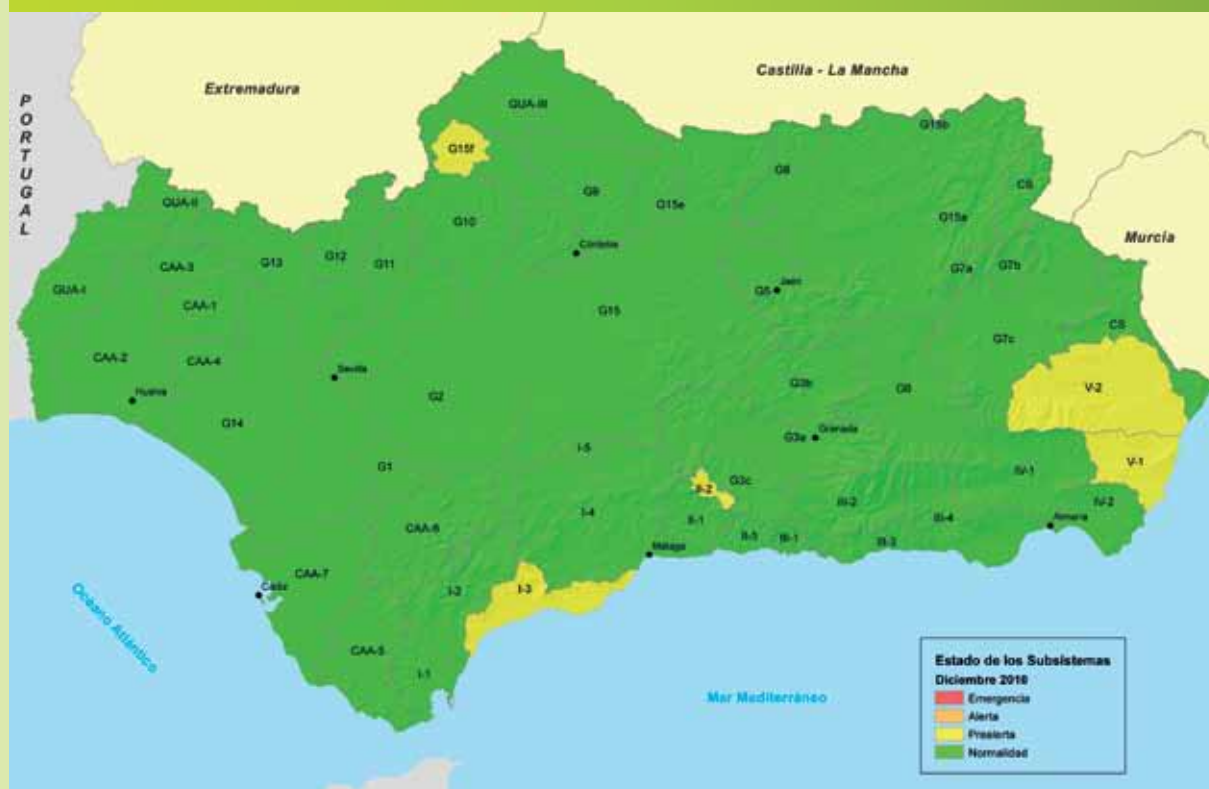 Extremadura
Castilla - La Mancha
PORTUGAL
Murcia
GUA-III
G15f
G15b
G8
CS
G9
G15e
G15a
GUA-II
G10
Córdoba
CAA-3
G13
G12
G11
G7a
G7b
GUA-I
CAA-1
G5
Jaén
G15
CS
G7c
CAA-2
CAA-4
Sevilla
Huelva
G2
G3b
G6
V-2
G14
G3a
Granada
I-5
G1
V-1
IV-1
II-2
G3c
III-2
IV-2
I-4
II-1
III-4
CAA-6
Almería
II-3
III-1
III-3
Málaga
CAA-7
Cádiz
I-2
I-3
Océano Atlántico
CAA-5
I-1
Mar Mediterráneo
Estado de los Subsistemas
Diciembre 2010
Emergencia
Alerta
Prealerta
Normalidad